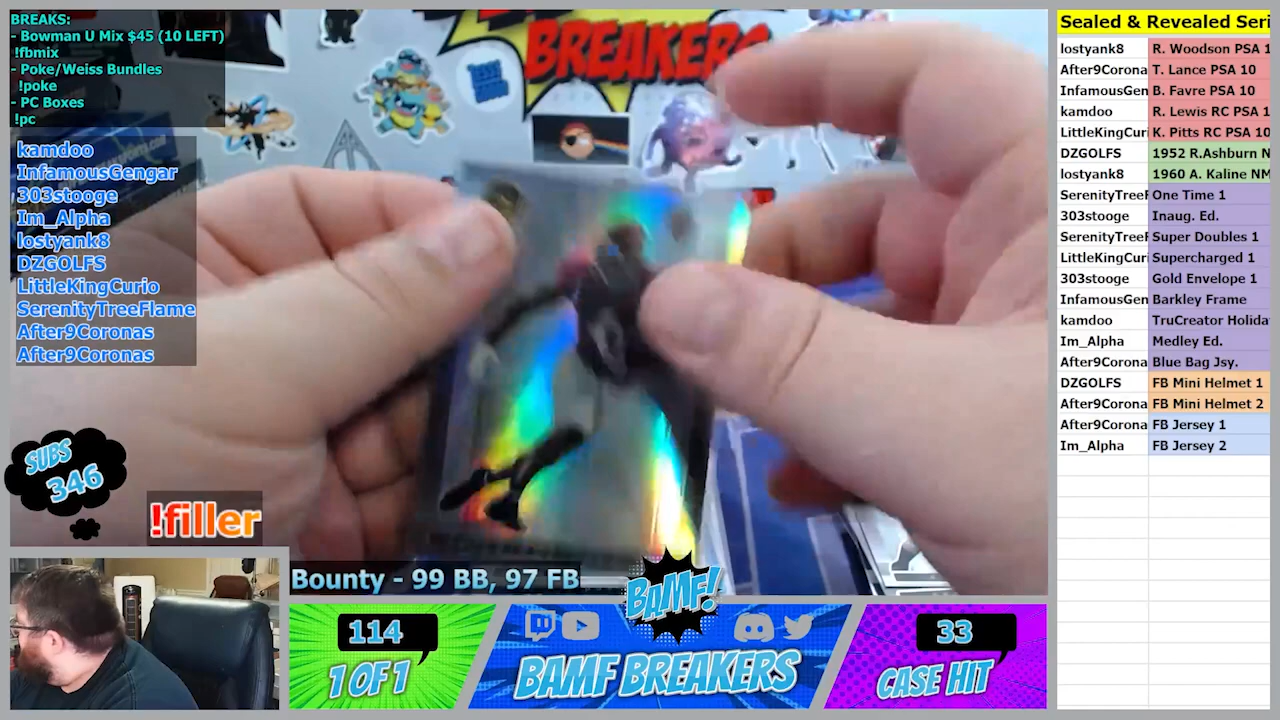 BREAKS:
- Bowman U Mix $45 (10 LEFT)
!fbmix
- Poke/Weiss Bundles
!poke
- PC Boxes
!pc
kamdoo
InfamousGengar
303stooge
Im_Alpha
lostyank8
DZGOLFS
LittleKingCurio
SerenityTreeFlame
After9Coronas
After9Coronas
SUBS
346
!filler
BREAKERS
Bounty - 99 BB, 97 FB
BAMF!
114
1 OF 1
BAMF BREAKERS
33
CASE HIT
Sealed & Revealed Seri
lostyank8 R. Woodson PSA 1
After9Corona T. Lance PSA 10
InfamousGen B. Favre PSA 10
kamdoo R. Lewis RC PSA 1
LittleKingCuri K. Pitts RC PSA 10
DZGOLFS 1952 R.Ashburn N
lostyank8 1960 A. Kaline NM
SerenityTreeF One Time 1
303stooge Inaug. Ed.
SerenityTreeF Super Doubles 1
LittleKingCuri Supercharged 1
303stooge Gold Envelope 1
InfamousGen Barkley Frame
kamdoo TruCreator Holida
Im_Alpha Medley Ed.
After9Corona Blue Bag Jsy.
DZGOLFS FB Mini Helmet 1
After9Corona FB Mini Helmet 2
After9Corona FB Jersey 1
Im_Alpha FB Jersey 2